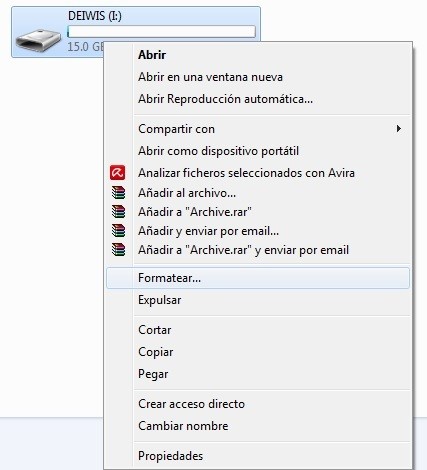 DEIWIS (I:)
15.0 GB
Abrir
Abrir en una ventana nueva
Abrir Reproducción automática...
Compartir con
Abrir como dispositivo portátil
Analizar ficheros seleccionados con Avira
Añadir al archivo...
Añadir a "Archive.rar"
Añadir y enviar por email...
Añadir a "Archive.rar" y enviar por email
Formatear...
Expulsar
Cortar
Copiar
Pegar
Crear acceso directo
Cambiar nombre
Propiedades